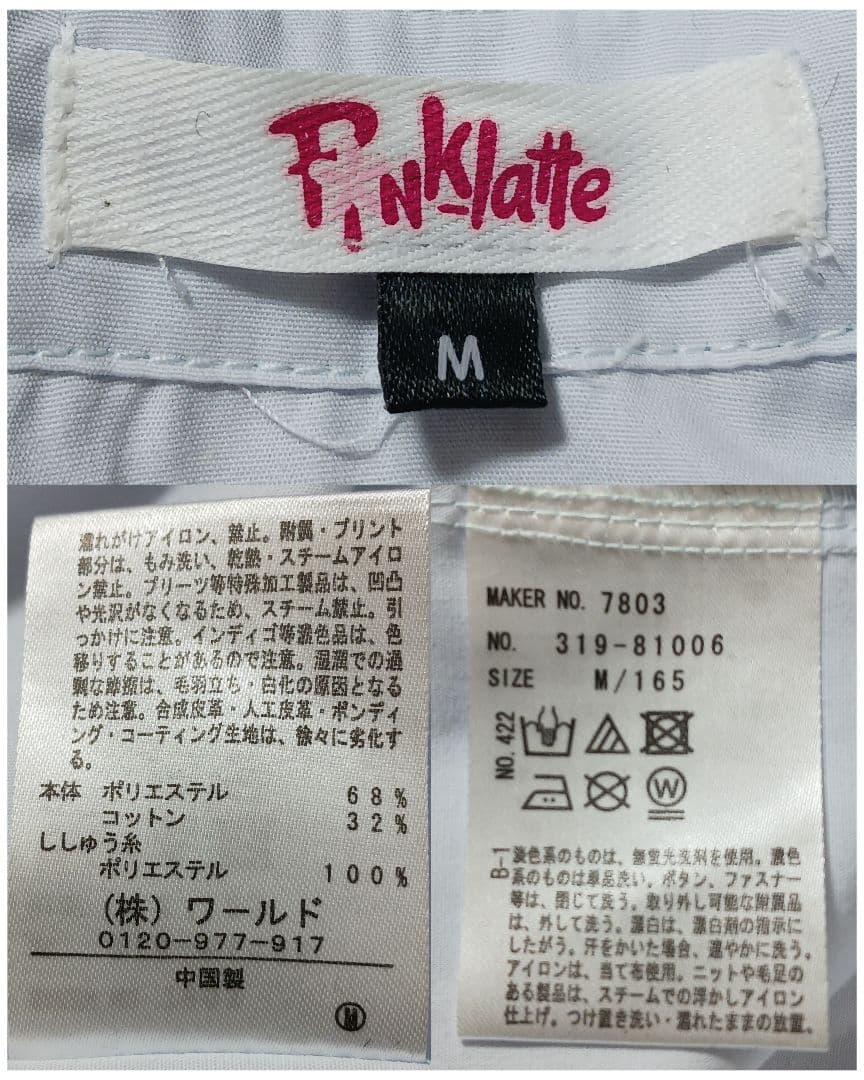 Pinklatte
M
濡れがけアイロン、禁止。附属・プリント
部分は、もみ洗い、乾熱・スチームアイロ
ン禁止。プリーツ等特殊加工製品は、凹凸
や光沢がなくなるため、スチーム禁止。引
っかけに注意。インディゴ等濃色品は、色
移りすることがあるので注意。湿潤での過
剰な摩擦は、毛羽立ち・白化の原因となる
ため注意。合成皮革・人工皮革・ボンディ
ング・コーティング生地は、徐々に劣化す
る。
本体 ポリエステル 68%
コットン 32%
ししゅう糸
ポリエステル 100%
(株) ワールド
0120-977-917
中国製
M
MAKER NO. 7803
NO. 319-81006
SIZE M/165
NO.422
W
B-1
淡色系のものは、無蛍光洗剤を使用。濃色
系のものは単品洗い。ボタン、ファスナー
等は、閉じて洗う。取り外し可能な附属品
は、外して洗う。漂白は、漂白剤の指示に
したがう。汗をかいた場合、速やかに洗う。
アイロンは、当て布使用。ニットや毛足の
ある製品は、スチームでの浮かしアイロン
仕上げ。つけ置き洗い・濡れたままの放置、